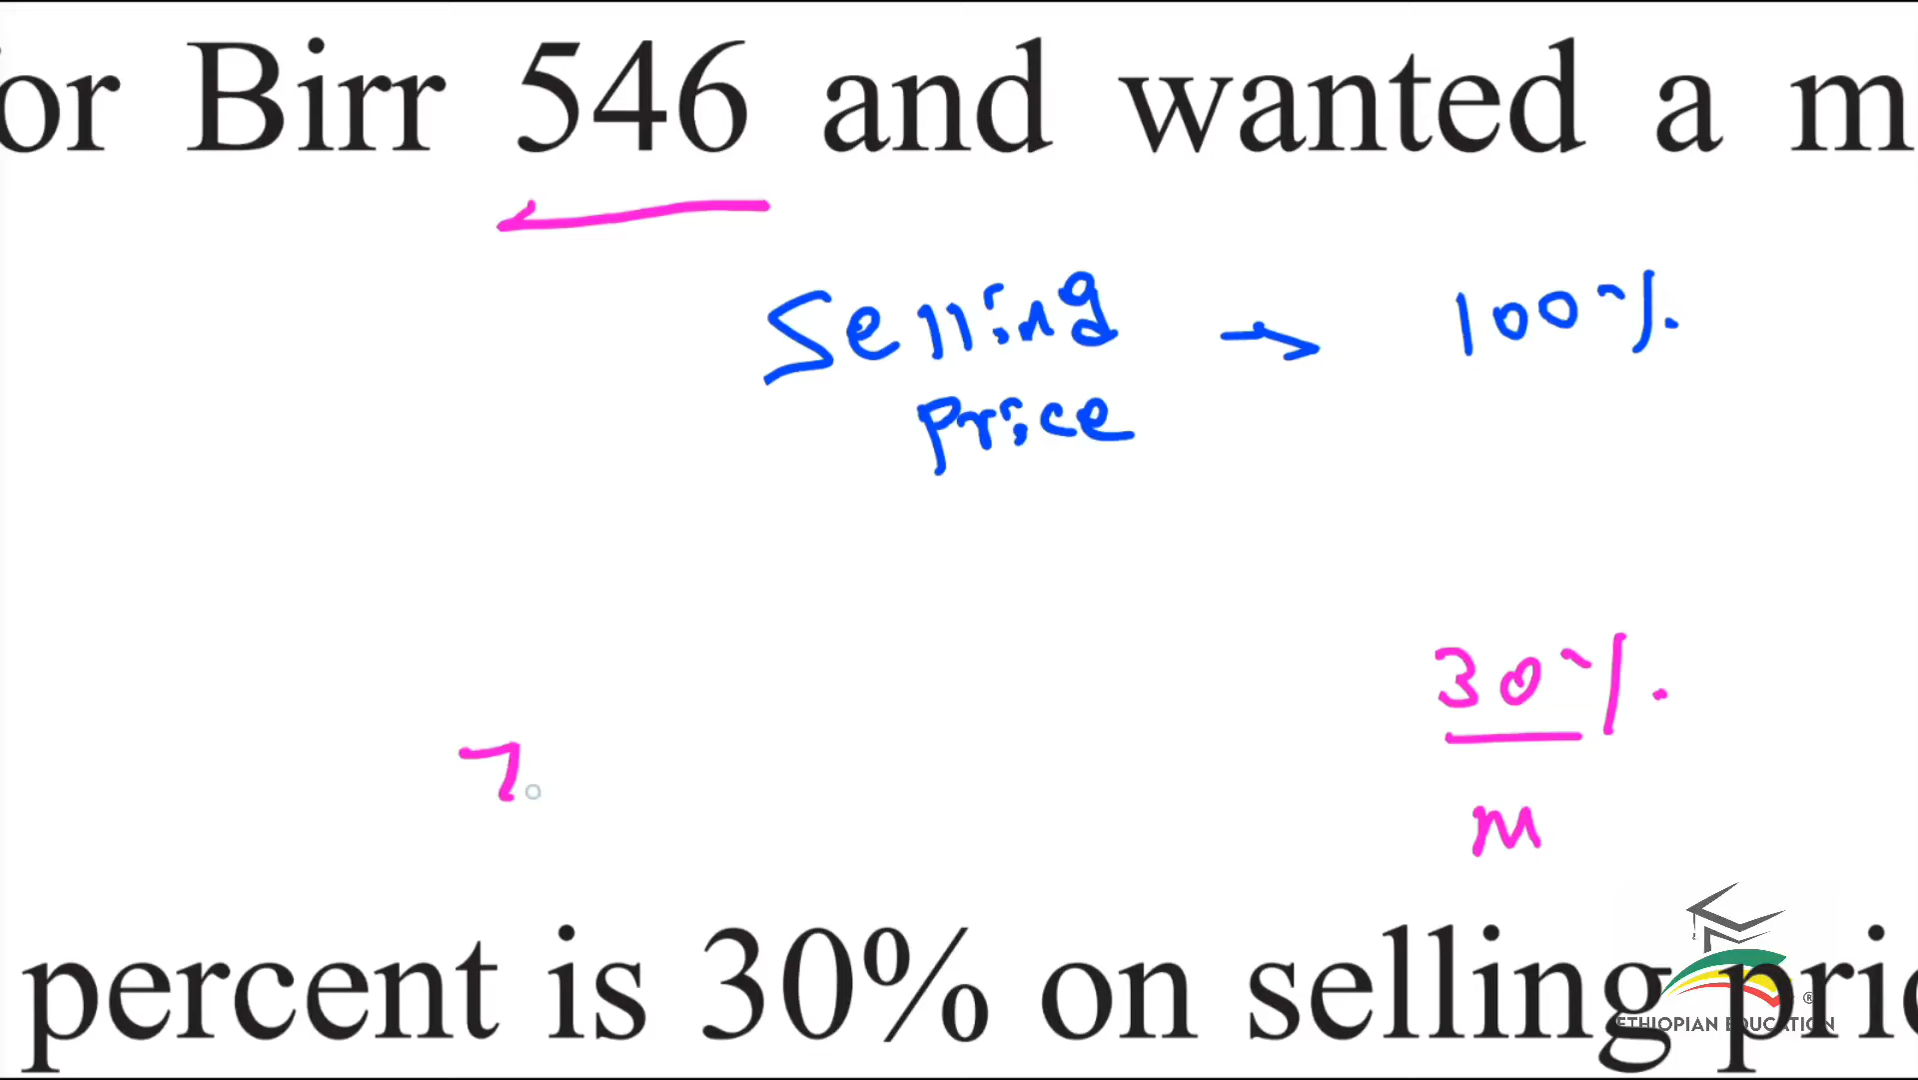 or Birr 546 and wanted a m
Selling → 100%
price
30%
7
M
percent is 30% on selling pri
ETHIOPIAN EDUCATION